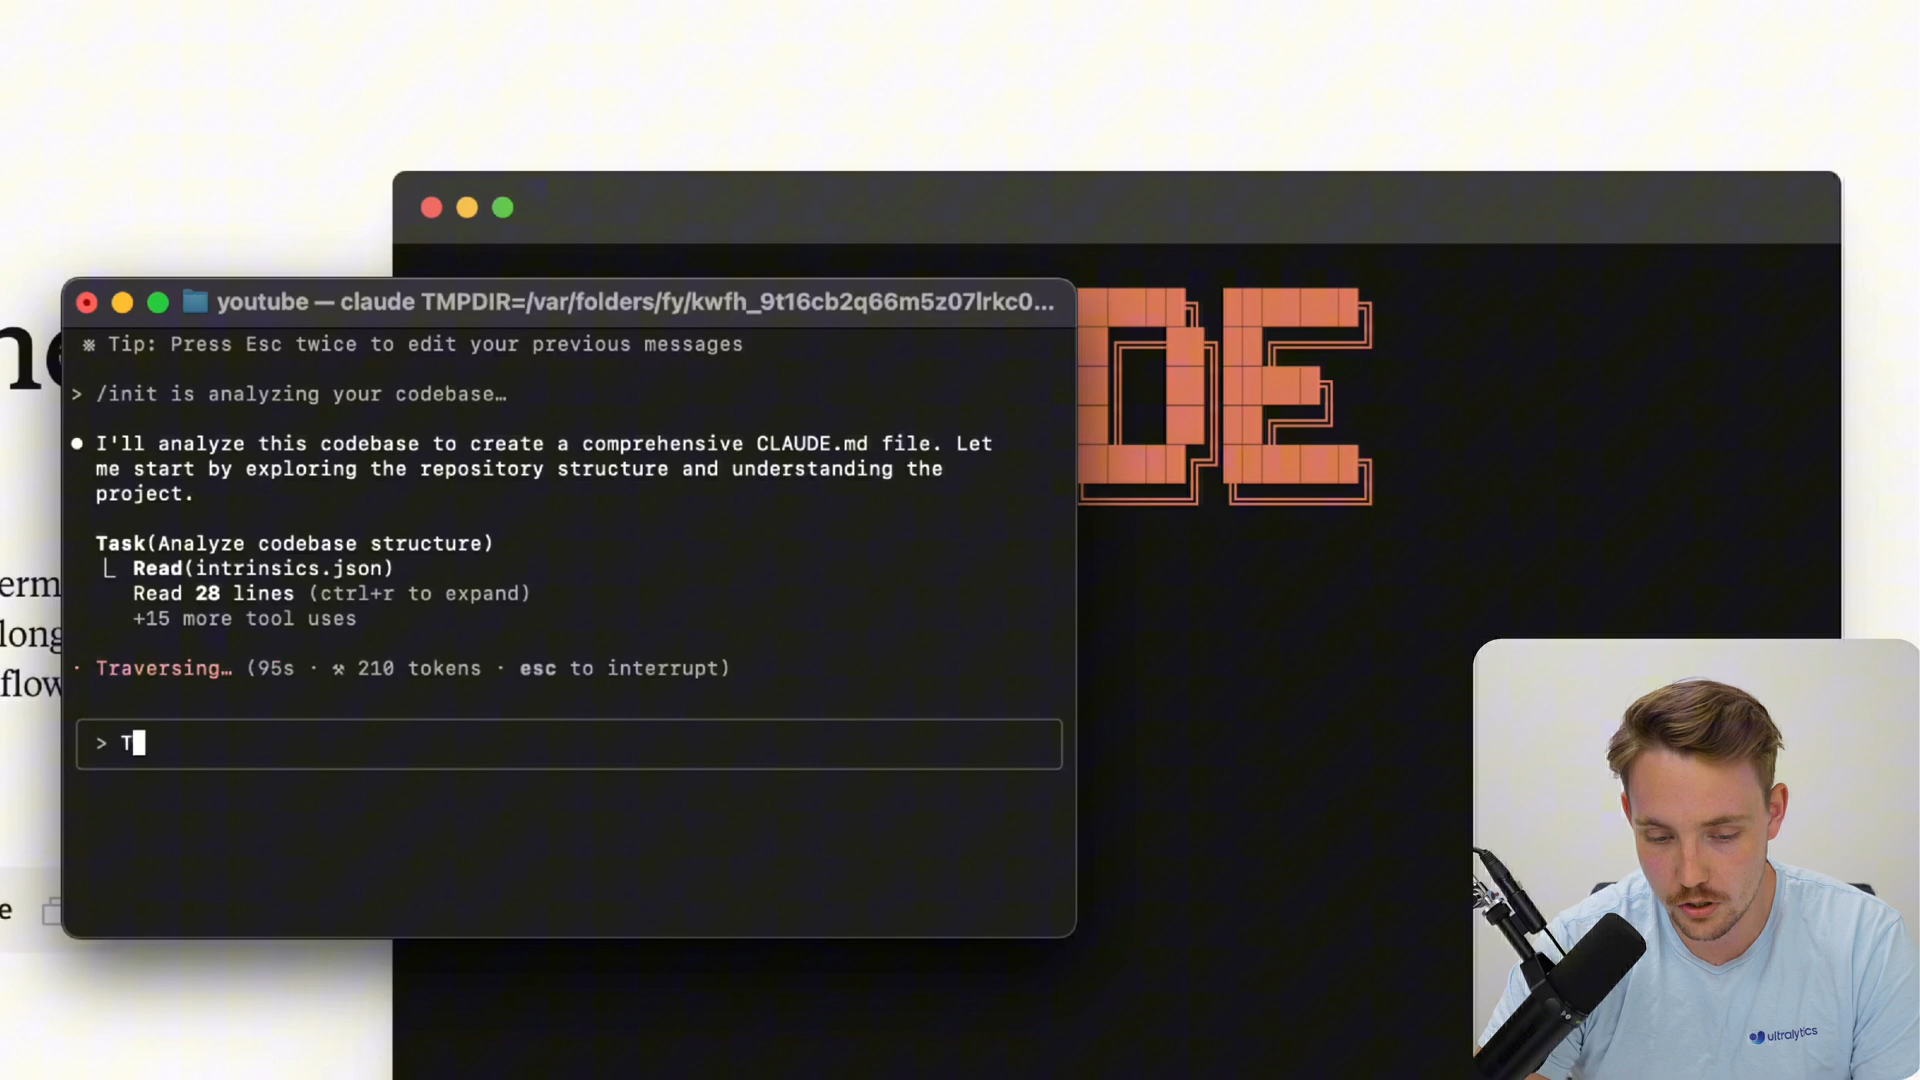 youtube — claude TMPDIR=/var/folders/fy/kwfh_9t16cb2q66m5z07lrkc0...
※ Tip: Press Esc twice to edit your previous messages
> /init is analyzing your codebase…
● I'll analyze this codebase to create a comprehensive CLAUDE.md file. Let
me start by exploring the repository structure and understanding the
project.
Task(Analyze codebase structure)
⎿ Read(intrinsics.json)
Read 28 lines (ctrl+r to expand)
+15 more tool uses
· Traversing… (95s · ⚒ 210 tokens · esc to interrupt)
> T
DE
erm
long
flow
e
ultralytics